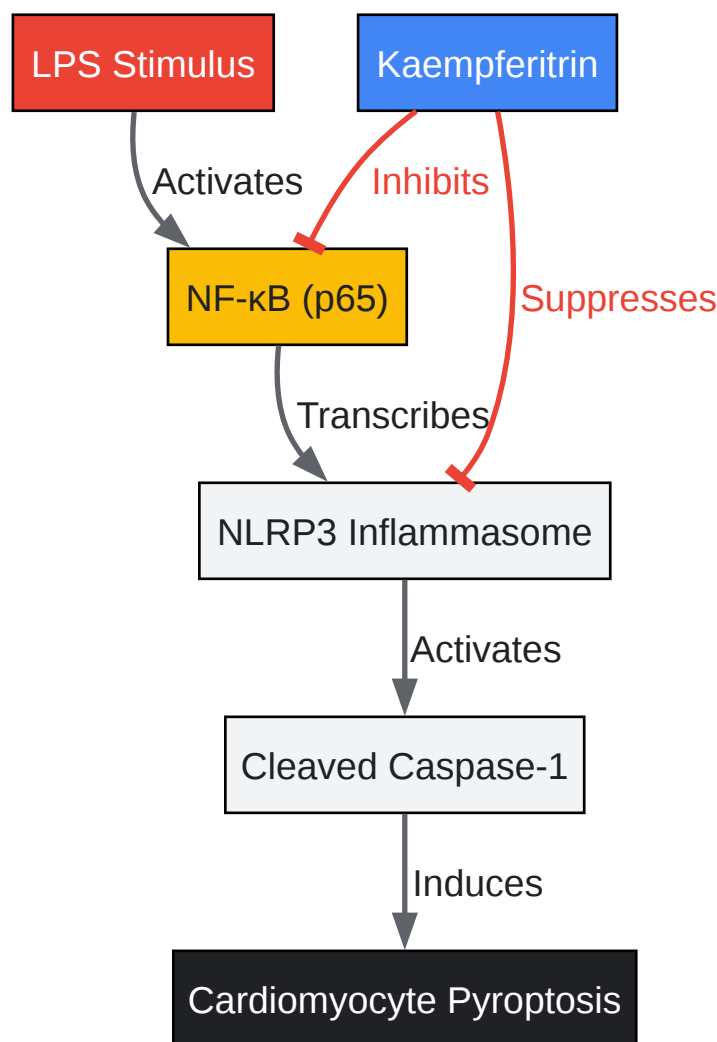 LPS Stimulus
Kaempferitrin
Activates
Inhibits
NF-κB (p65)
Suppresses
Transcribes
NLRP3 Inflammasome
Activates
Cleaved Caspase-1
Induces
Cardiomyocyte Pyroptosis